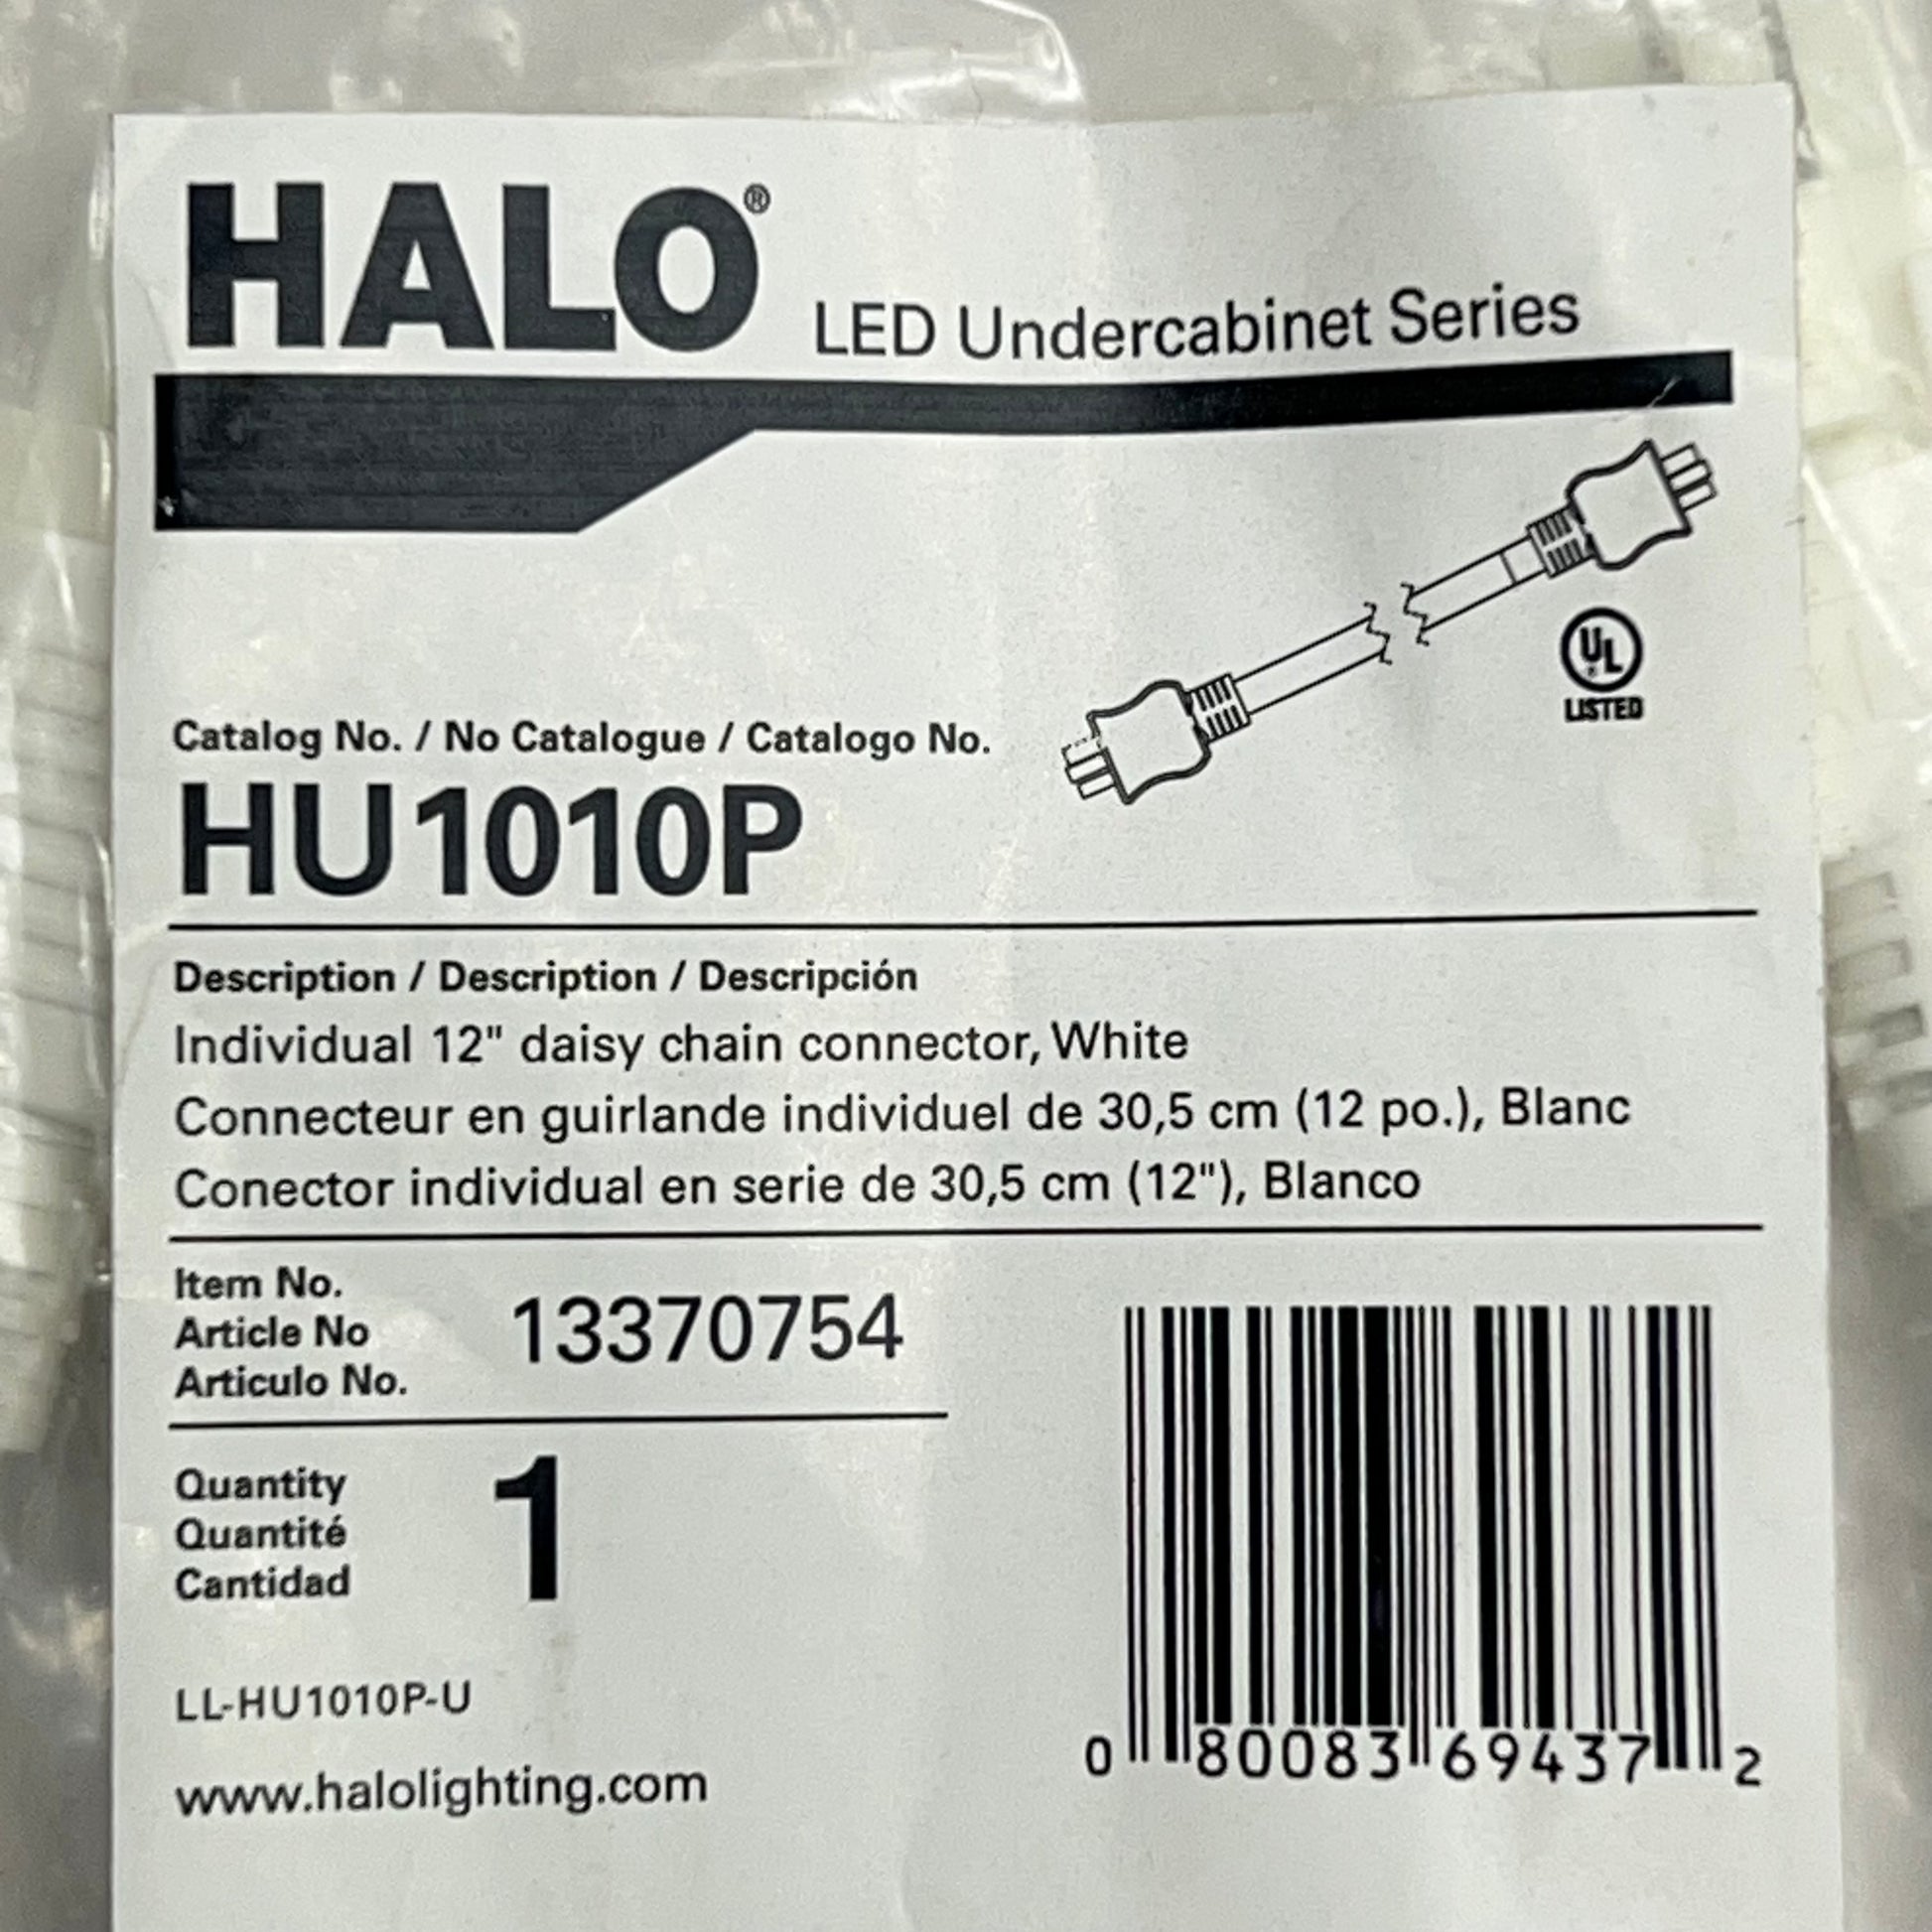 HALO®
LED Undercabinet Series
UL
LISTED
Catalog No. / No Catalogue / Catalogo No.
HU1010P
Description / Description / Descripción
Individual 12" daisy chain connector, White
Connecteur en guirlande individuel de 30,5 cm (12 po.), Blanc
Conector individual en serie de 30,5 cm (12"), Blanco
Item No.
Article No
Articulo No.
13370754
Quantity
Quantité
Cantidad
1
LL-HU1010P-U
www.halolighting.com
0 80083 69437 2